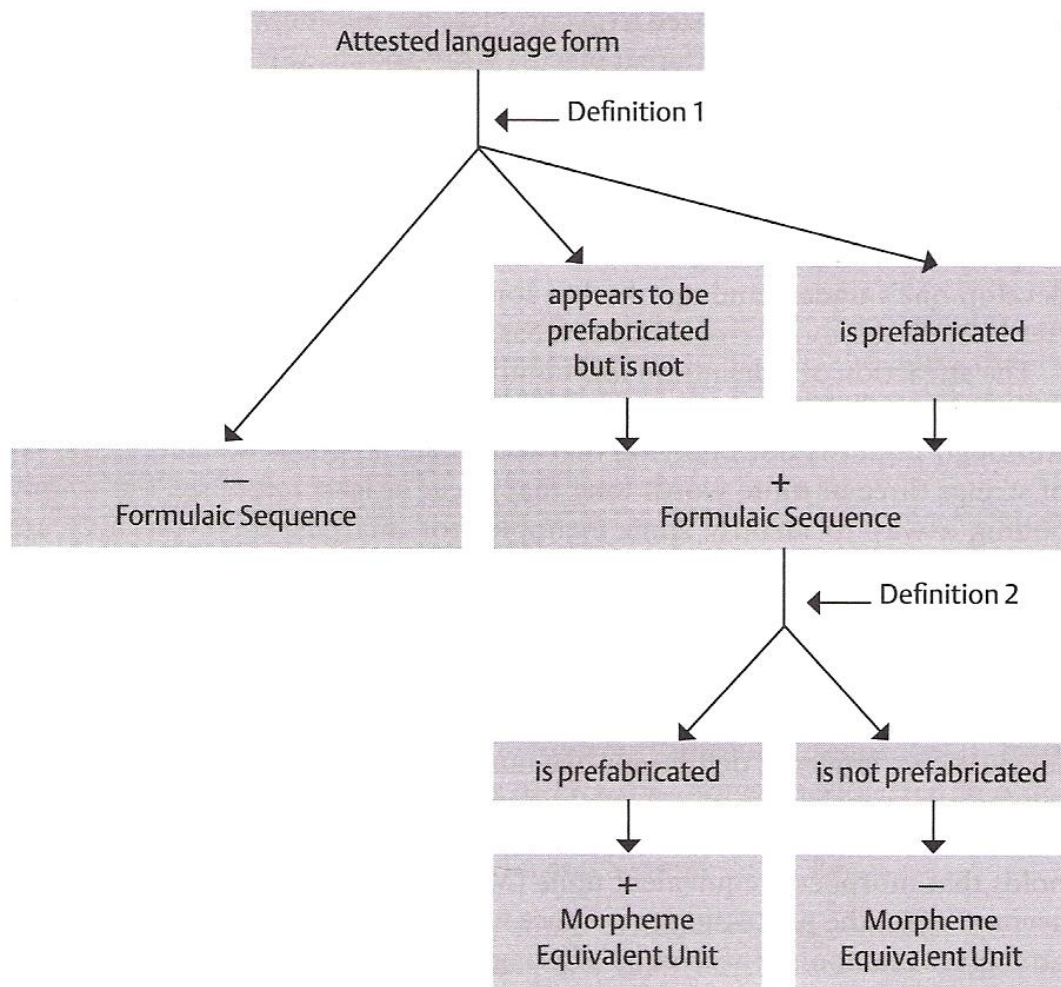 Attested language form
Definition 1
appears to be
prefabricated
but is not
is prefabricated
—
Formulaic Sequence
+
Formulaic Sequence
Definition 2
is prefabricated
is not prefabricated
+
Morpheme
Equivalent Unit
—
Morpheme
Equivalent Unit